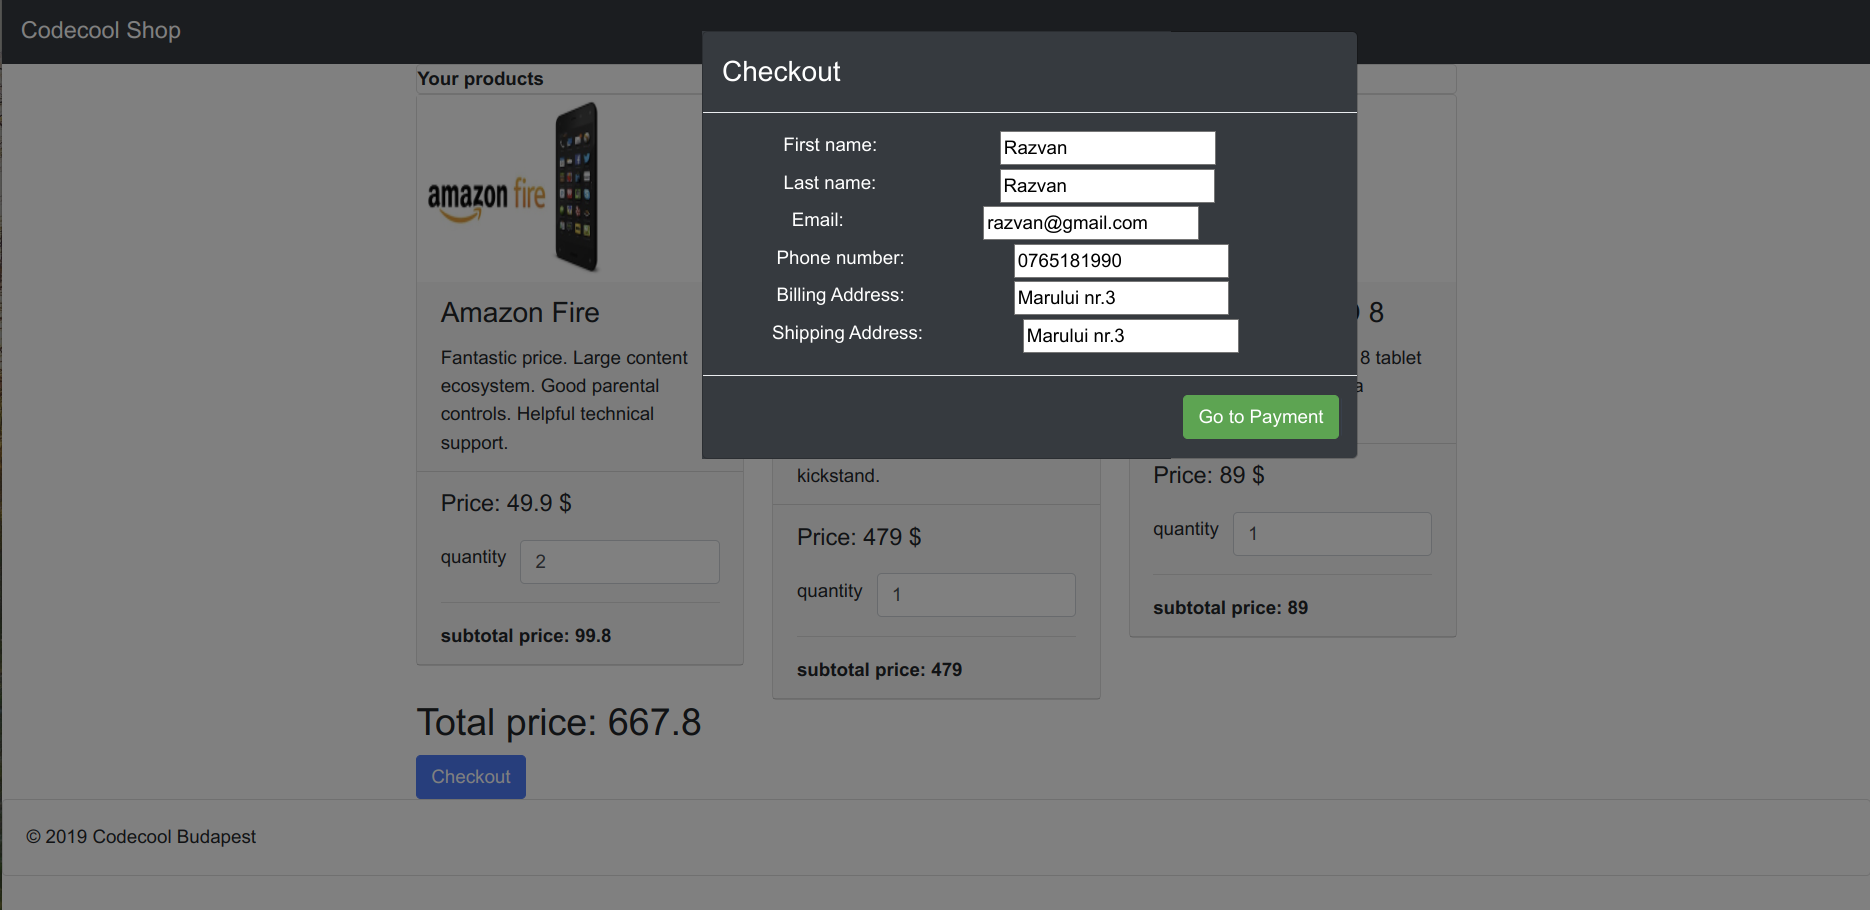 Codecool Shop
Checkout
First name: Razvan
Last name: Razvan
Email: razvan@gmail.com
Phone number: 0765181990
Billing Address: Marului nr.3
Shipping Address: Marului nr.3
Go to Payment
Your products
amazon fire
Amazon Fire
Fantastic price. Large content
ecosystem. Good parental
controls. Helpful technical
support.
Price: 49.9 $
quantity 2
subtotal price: 99.8
kickstand.
Price: 479 $
quantity 1
subtotal price: 479
8
8 tablet
a
Price: 89 $
quantity 1
subtotal price: 89
Total price: 667.8
Checkout
© 2019 Codecool Budapest